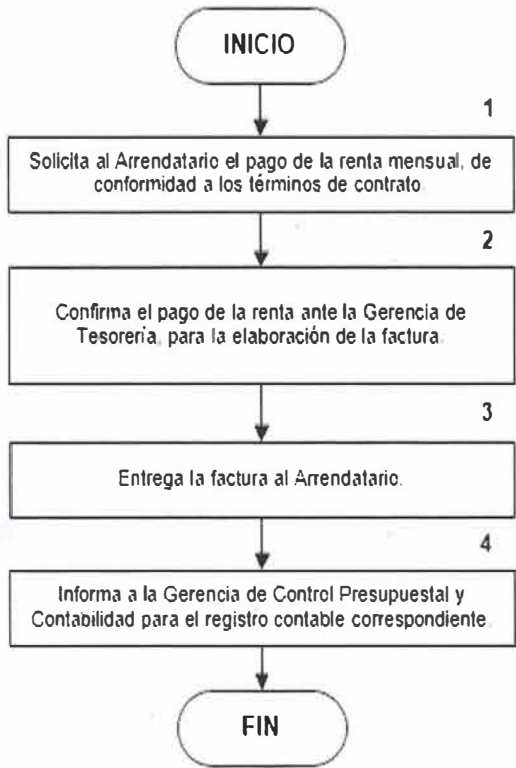 INICIO
1
Solicita al Arrendatario el pago de la renta mensual, de
conformidad a los términos de contrato.
2
Confirma el pago de la renta ante la Gerencia de
Tesorería, para la elaboración de la factura.
3
Entrega la factura al Arrendatario.
4
Informa a la Gerencia de Control Presupuestal y
Contabilidad para el registro contable correspondiente
FIN